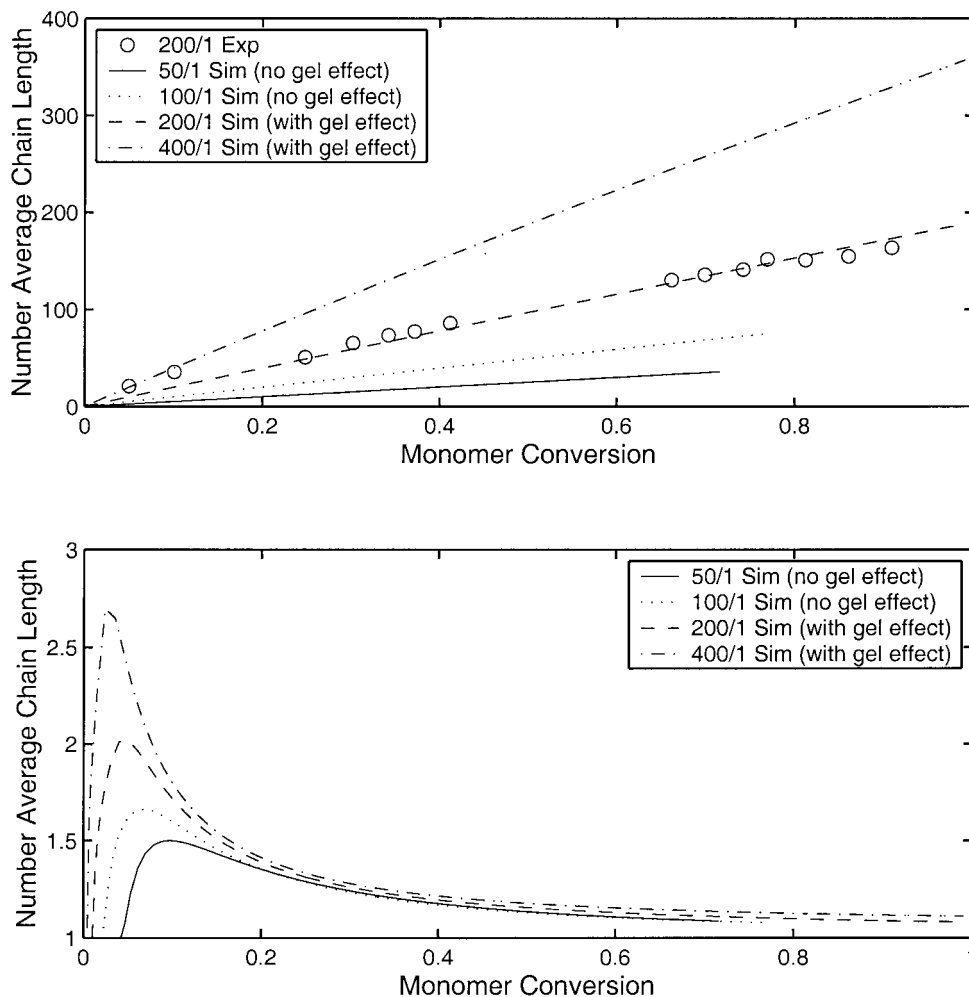 400
300
200
100
0
Number Average Chain Length
200/1 Exp
50/1 Sim (no gel effect)
100/1 Sim (no gel effect)
200/1 Sim (with gel effect)
400/1 Sim (with gel effect)
0
0.2
0.4
0.6
0.8
Monomer Conversion
3
2.5
2
1.5
1
Number Average Chain Length
50/1 Sim (no gel effect)
100/1 Sim (no gel effect)
200/1 Sim (with gel effect)
400/1 Sim (with gel effect)
0
0.2
0.4
0.6
0.8
Monomer Conversion